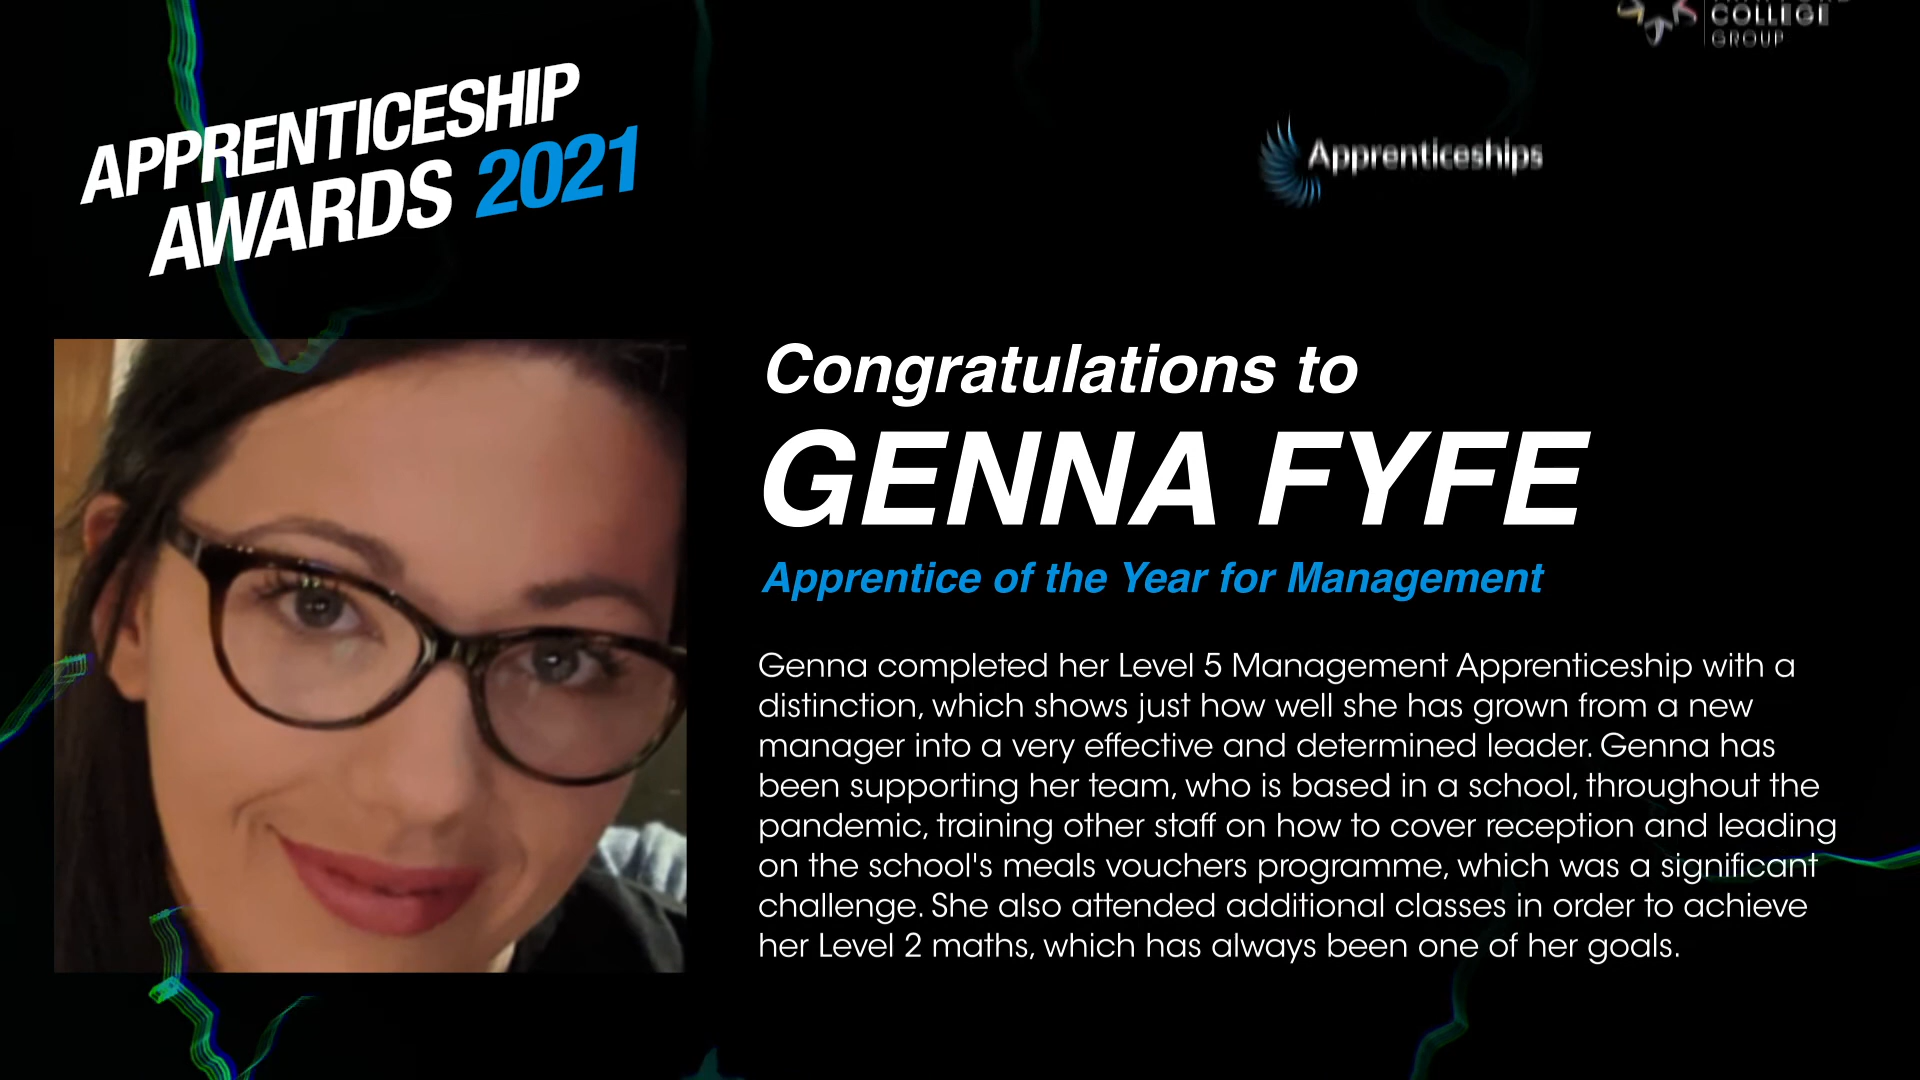 COLLEGE
GROUP
APPRENTICESHIP
AWARDS 2021
Apprenticeships
Congratulations to
GENNA FYFE
Apprentice of the Year for Management
Genna completed her Level 5 Management Apprenticeship with a
distinction, which shows just how well she has grown from a new
manager into a very effective and determined leader. Genna has
been supporting her team, who is based in a school, throughout the
pandemic, training other staff on how to cover reception and leading
on the school's meals vouchers programme, which was a significant
challenge. She also attended additional classes in order to achieve
her Level 2 maths, which has always been one of her goals.